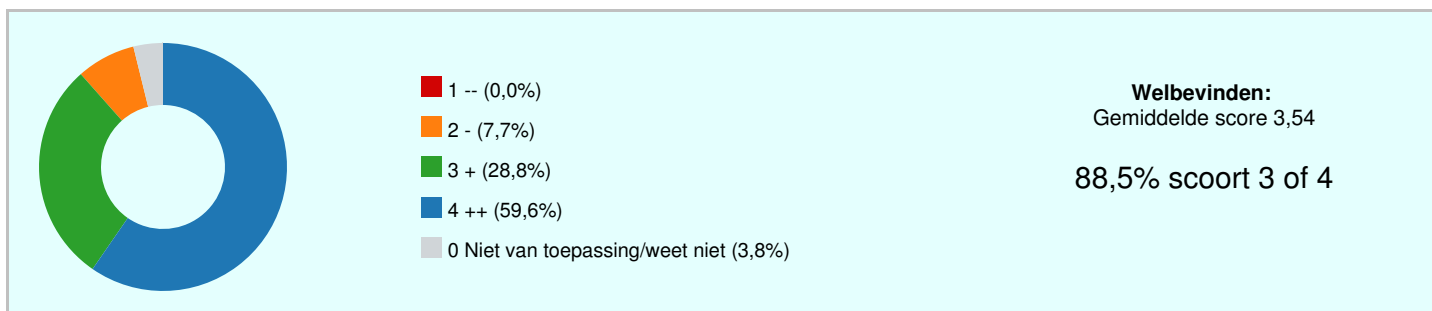 1 -- (0,0%)
2 - (7,7%)
3 + (28,8%)
4 ++ (59,6%)
0 Niet van toepassing/weet niet (3,8%)
Welbevinden:
Gemiddelde score 3,54
88,5% scoort 3 of 4